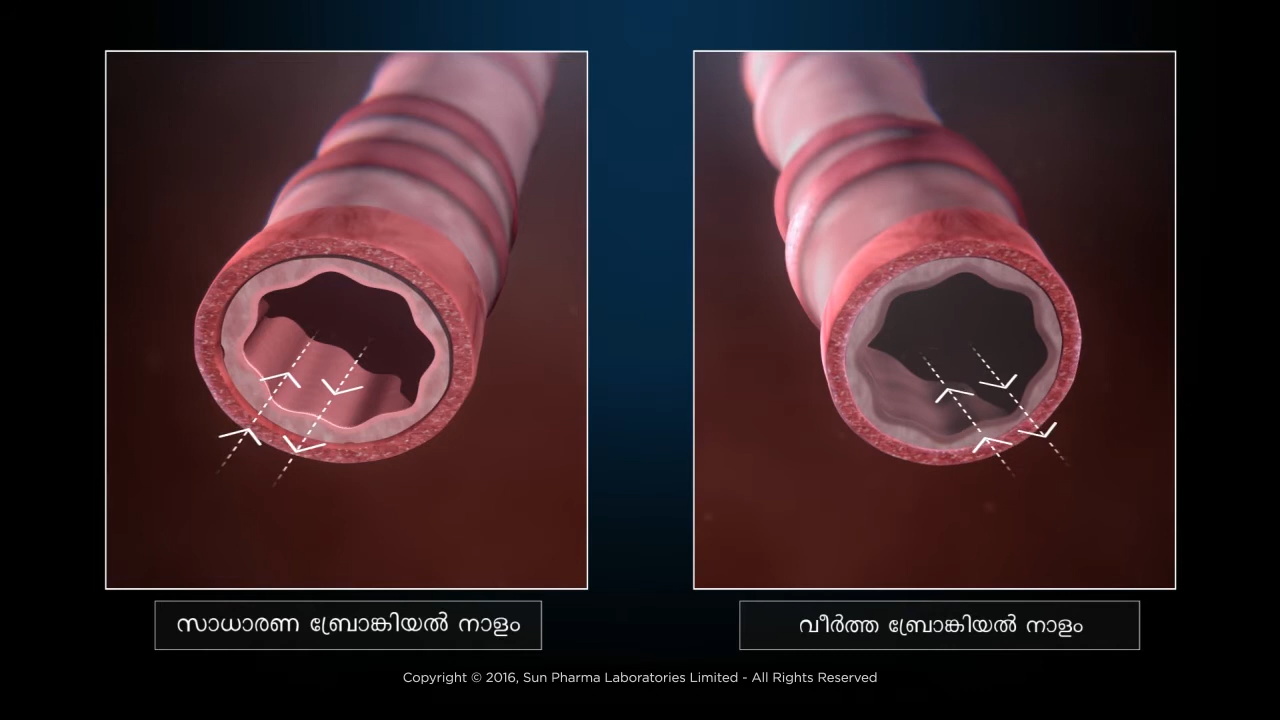 സാധാരണ ബ്രോങ്കിയൽ നാളം
വീർത്ത ബ്രോങ്കിയൽ നാളം
Copyright © 2016, Sun Pharma Laboratories Limited - All Rights Reserved